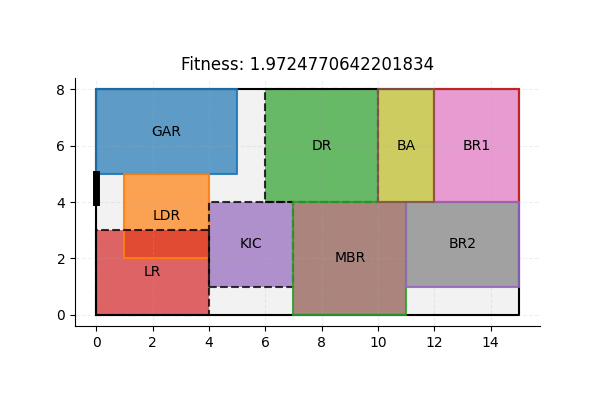 Fitness: 1.9724770642201834
8
6
4
2
0
GAR
DR
BA
BR1
LDR
KIC
LR
MBR
BR2
0 2 4 6 8 10 12 14